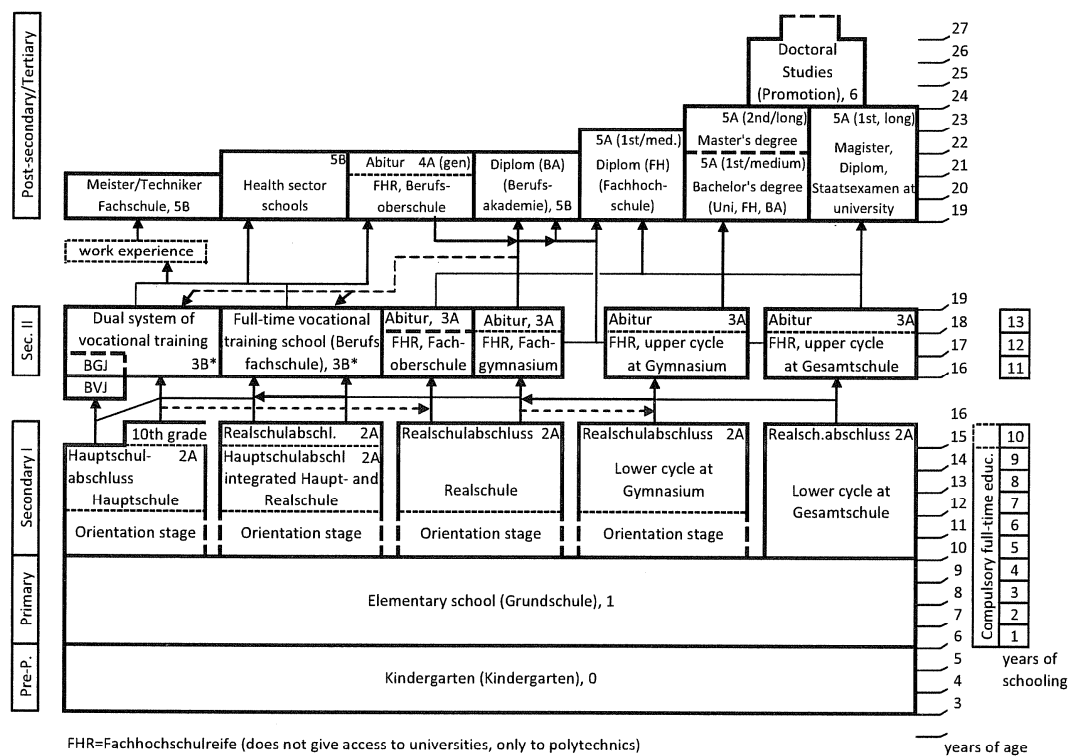 Post-secondary/Tertiary
27
26
25
24
23
22
21
20
19
Doctoral
Studies
(Promotion), 6
5A (2nd/long)
Master's degree
5A (1st/medium)
Bachelor's degree
(Uni, FH, BA)
5A (1st, long)
Magister,
Diplom,
Staatsexamen at
university
5A (1st/med.)
Diplom (FH)
(Fachhoch-
schule)
Diplom (BA)
(Berufs-
akademie), 5B
Abitur 4A (gen)
FHR, Berufs-
oberschule
5B
Health sector
schools
Meister/Techniker
Fachschule, 5B
work experience
Sec. II
Dual system of
vocational training
3B*
BGJ
BVJ
Full-time vocational
training school (Berufs
fachschule), 3B*
Abitur, 3A
FHR, Fach-
oberschule
Abitur, 3A
FHR, Fach-
gymnasium
Abitur 3A
FHR, upper cycle
at Gymnasium
Abitur 3A
FHR, upper cycle
at Gesamtschule
19
18
17
16
13
12
11
Secondary I
10th grade
Hauptschul- 2A
abschluss
Hauptschule
Orientation stage
Realschulabschl. 2A
Hauptschulabschl 2A
integrated Haupt- and
Realschule
Orientation stage
Realschulabschluss 2A
Realschule
Orientation stage
Realschulabschluss 2A
Lower cycle at
Gymnasium
Orientation stage
Realsch.abschluss 2A
Lower cycle at
Gesamtschule
16
15
14
13
12
11
10
9
8
7
6
5
4
3
Compulsory full-time educ.
10
9
8
7
6
5
4
3
2
1
years of
schooling
Primary
Elementary school (Grundschule), 1
Pre-P.
Kindergarten (Kindergarten), 0
FHR=Fachhochschulreife (does not give access to universities, only to polytechnics)
years of age